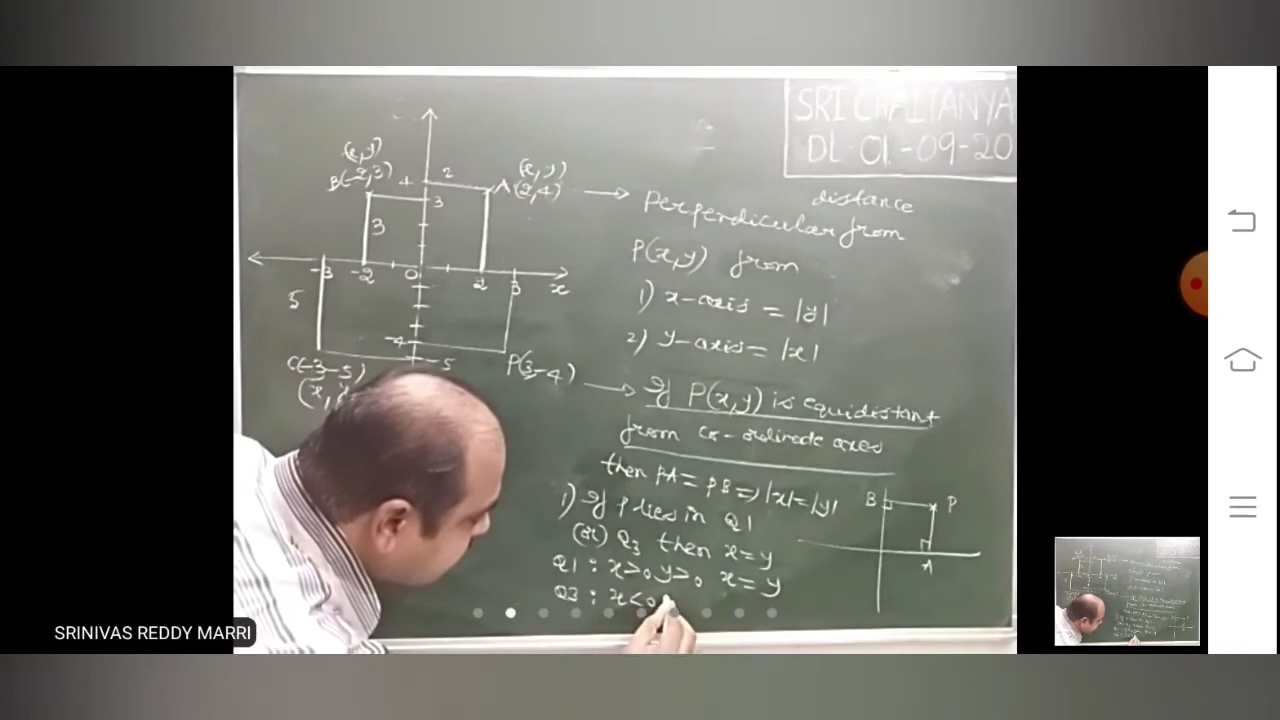 SRI CHAITANYA
DL-01-09-20
(x,y)
B(-2,3)
4
2
3
(x,y)
A (2,4)
3
-3
-2
0
2
3
x
5
-4
-5
C(-3-5)
P(3,-4)
distance
→ Perpendicular from
P(x,y) from
1) x-axis = |y|
2) y-axis = |x|
→ If P(x,y) is equidistant
from co-ordinate axes
then PA = PB ⇒ |x|=|y|
1) If P lies in Q1
(or) Q3 then x=y
Q1 : x>0 y>0 x=y
Q3 : x<0
B
P
A
SRINIVAS REDDY MARRI